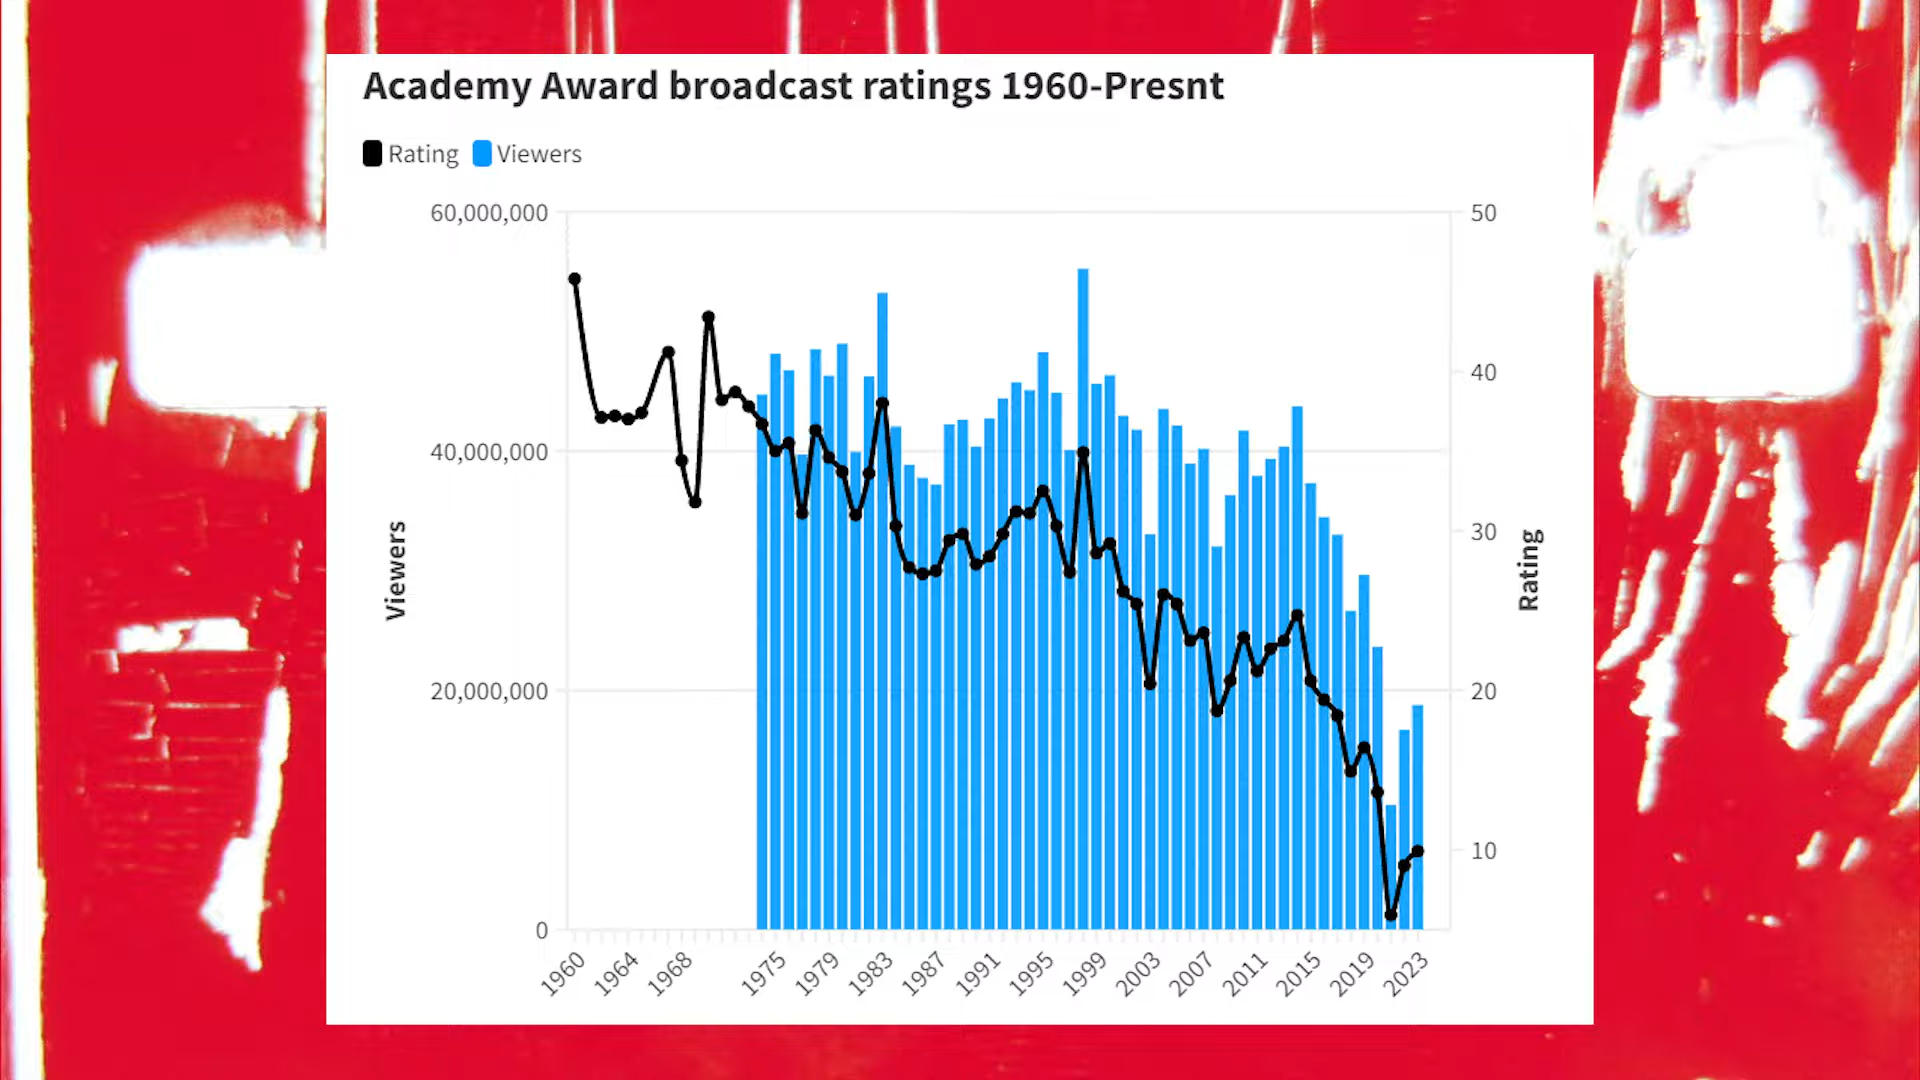 Academy Award broadcast ratings 1960-Presnt
Rating Viewers
60,000,000 50
40
40,000,000
30
Viewers
Rating
20,000,000 20
10
0
1960 1964 1968 1975 1979 1983 1987 1991 1995 1999 2003 2007 2011 2015 2019 2023